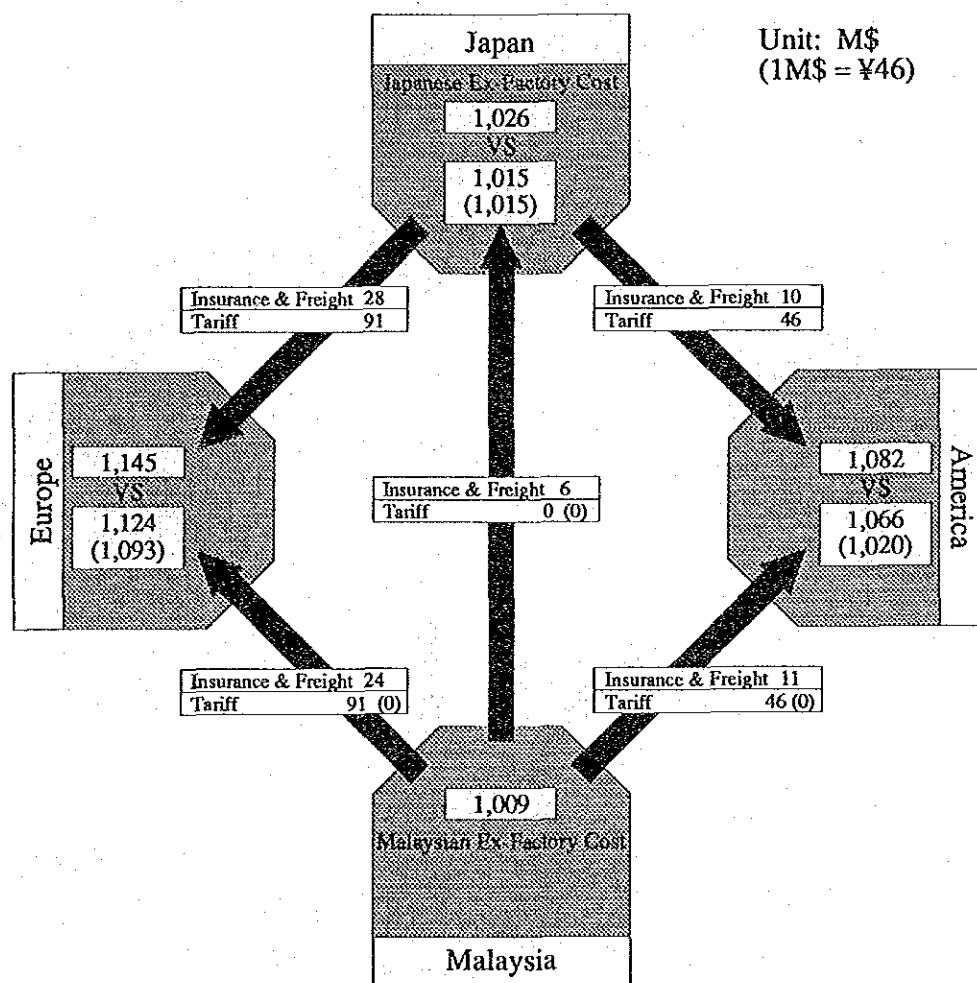 Unit: M$
(1M$ = ¥46)
Japan
Japanese Ex-Factory Cost
1,026
VS
1,015
(1,015)
Insurance & Freight 28
Tariff 91
Insurance & Freight 10
Tariff 46
Europe
1,145
VS
1,124
(1,093)
Insurance & Freight 6
Tariff 0 (0)
America
1,082
VS
1,066
(1,020)
Insurance & Freight 24
Tariff 91 (0)
Insurance & Freight 11
Tariff 46 (0)
1,009
Malaysian Ex-Factory Cost
Malaysia